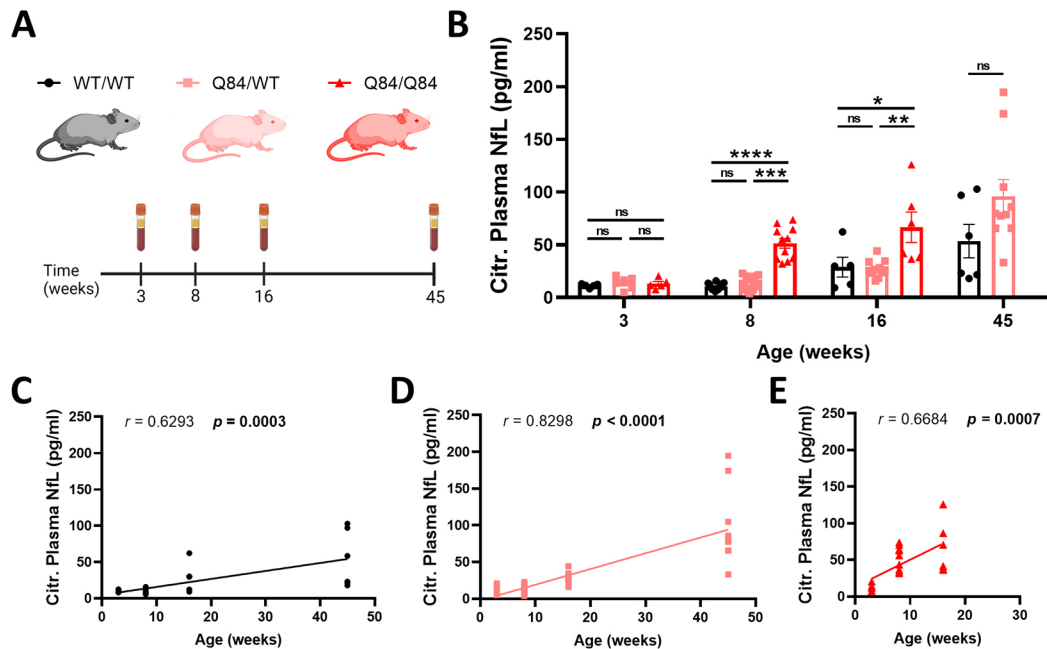 A
WT/WT
Q84/WT
Q84/Q84
Time
(weeks)
3
8
16
45
B
Citr. Plasma NfL (pg/ml)
250
200
150
100
50
0
ns
ns
ns
****
ns
***
*
ns
**
ns
3
8
16
45
Age (weeks)
C
r = 0.6293 p = 0.0003
Citr. Plasma NfL (pg/ml)
250
200
150
100
50
0
0 10 20 30 40 50
Age (weeks)
D
r = 0.8298 p < 0.0001
Citr. Plasma NfL (pg/ml)
250
200
150
100
50
0
0 10 20 30 40 50
Age (weeks)
E
r = 0.6684 p = 0.0007
Citr. Plasma NfL (pg/ml)
250
200
150
100
50
0
0 10 20 30
Age (weeks)